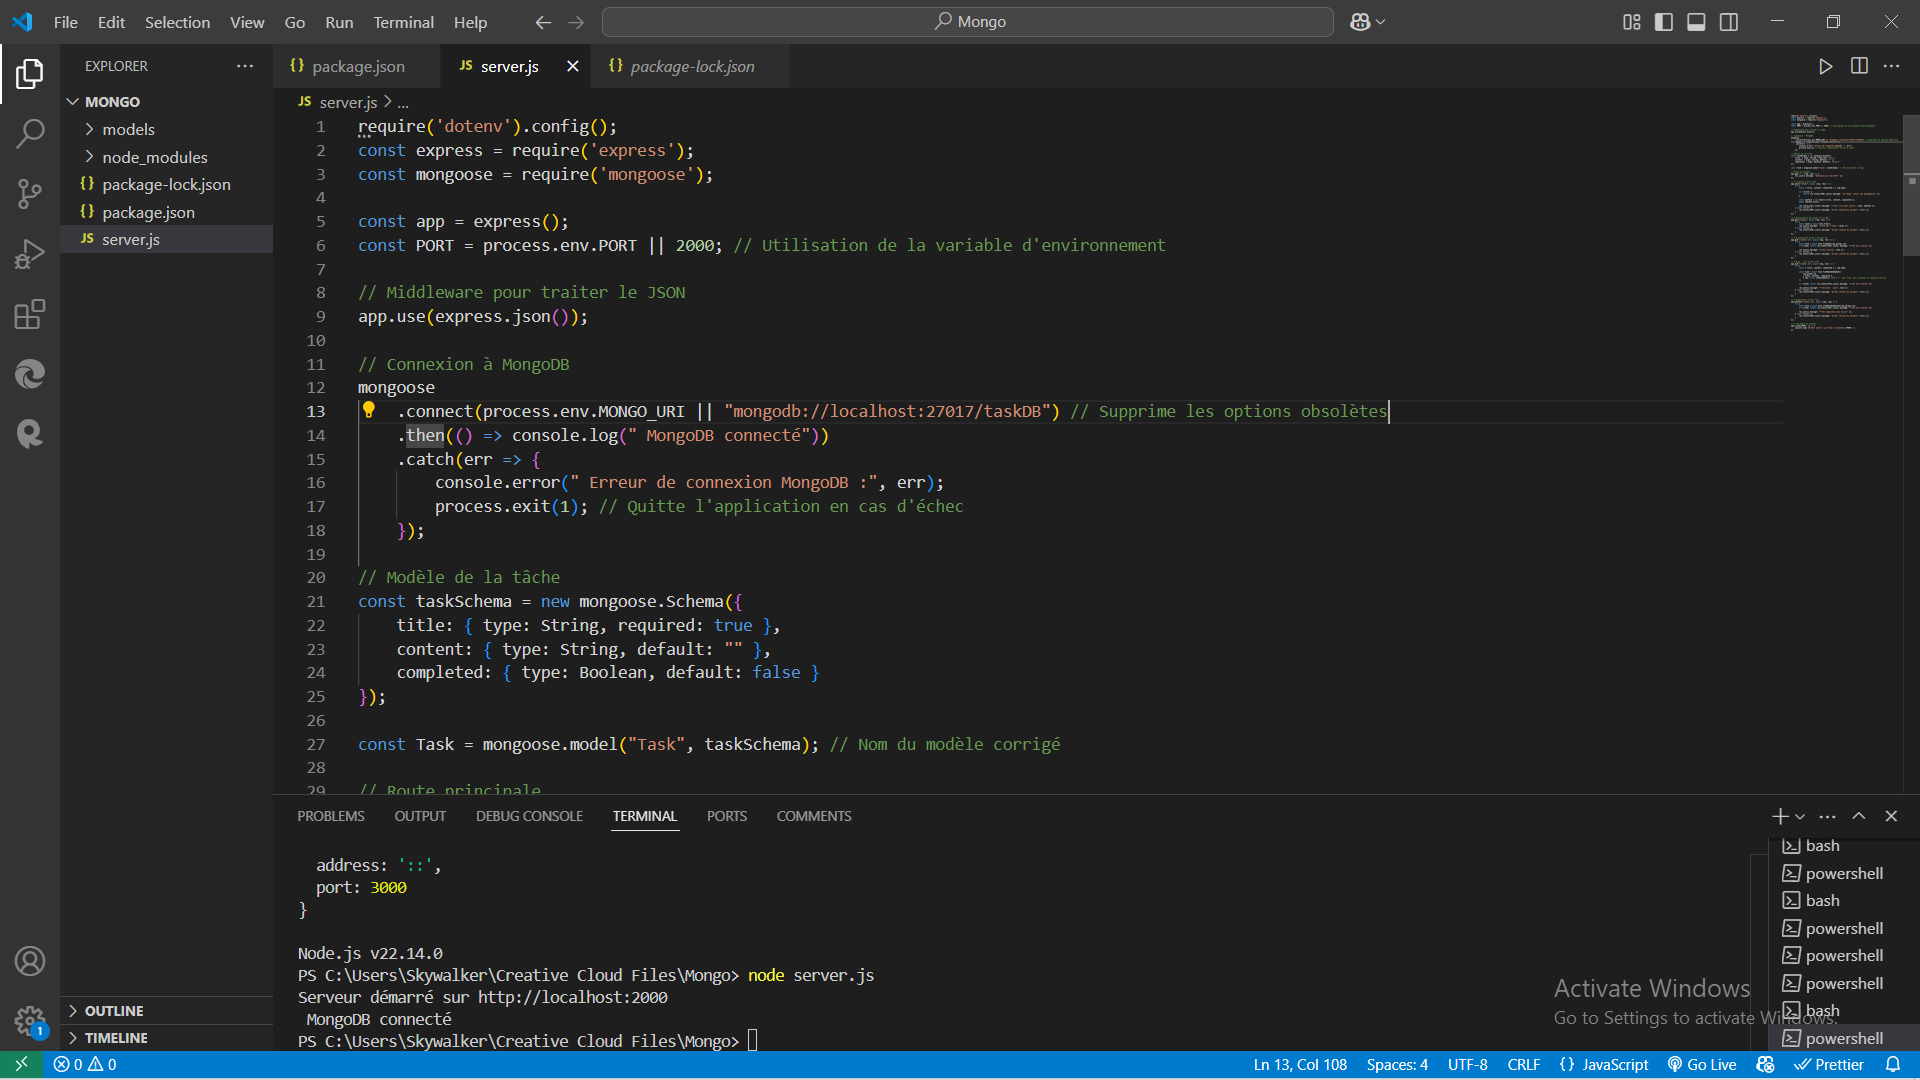 File Edit Selection View Go Run Terminal Help
Mongo
EXPLORER
MONGO
models
node_modules
{} package-lock.json
{} package.json
JS server.js
OUTLINE
TIMELINE
{} package.json
JS server.js
{} package-lock.json
JS server.js > ...
1 require('dotenv').config();
2 const express = require('express');
3 const mongoose = require('mongoose');
4
5 const app = express();
6 const PORT = process.env.PORT || 2000; // Utilisation de la variable d'environnement
7
8 // Middleware pour traiter le JSON
9 app.use(express.json());
10
11 // Connexion à MongoDB
12 mongoose
13 .connect(process.env.MONGO_URI || "mongodb://localhost:27017/taskDB") // Supprime les options obsolètes
14 .then(() => console.log(" MongoDB connecté"))
15 .catch(err => {
16 console.error(" Erreur de connexion MongoDB :", err);
17 process.exit(1); // Quitte l'application en cas d'échec
18 });
19
20 // Modèle de la tâche
21 const taskSchema = new mongoose.Schema({
22 title: { type: String, required: true },
23 content: { type: String, default: "" },
24 completed: { type: Boolean, default: false }
25 });
26
27 const Task = mongoose.model("Task", taskSchema); // Nom du modèle corrigé
28
29 // Route principale
PROBLEMS OUTPUT DEBUG CONSOLE TERMINAL PORTS COMMENTS
address: '::',
port: 3000
}
Node.js v22.14.0
PS C:\Users\Skywalker\Creative Cloud Files\Mongo> node server.js
Serveur démarré sur http://localhost:2000
MongoDB connecté
PS C:\Users\Skywalker\Creative Cloud Files\Mongo>
bash
powershell
bash
powershell
powershell
powershell
bash
powershell
Activate Windows
Go to Settings to activate Windows.
1
0 0
Ln 13, Col 108 Spaces: 4 UTF-8 CRLF {} JavaScript Go Live Prettier